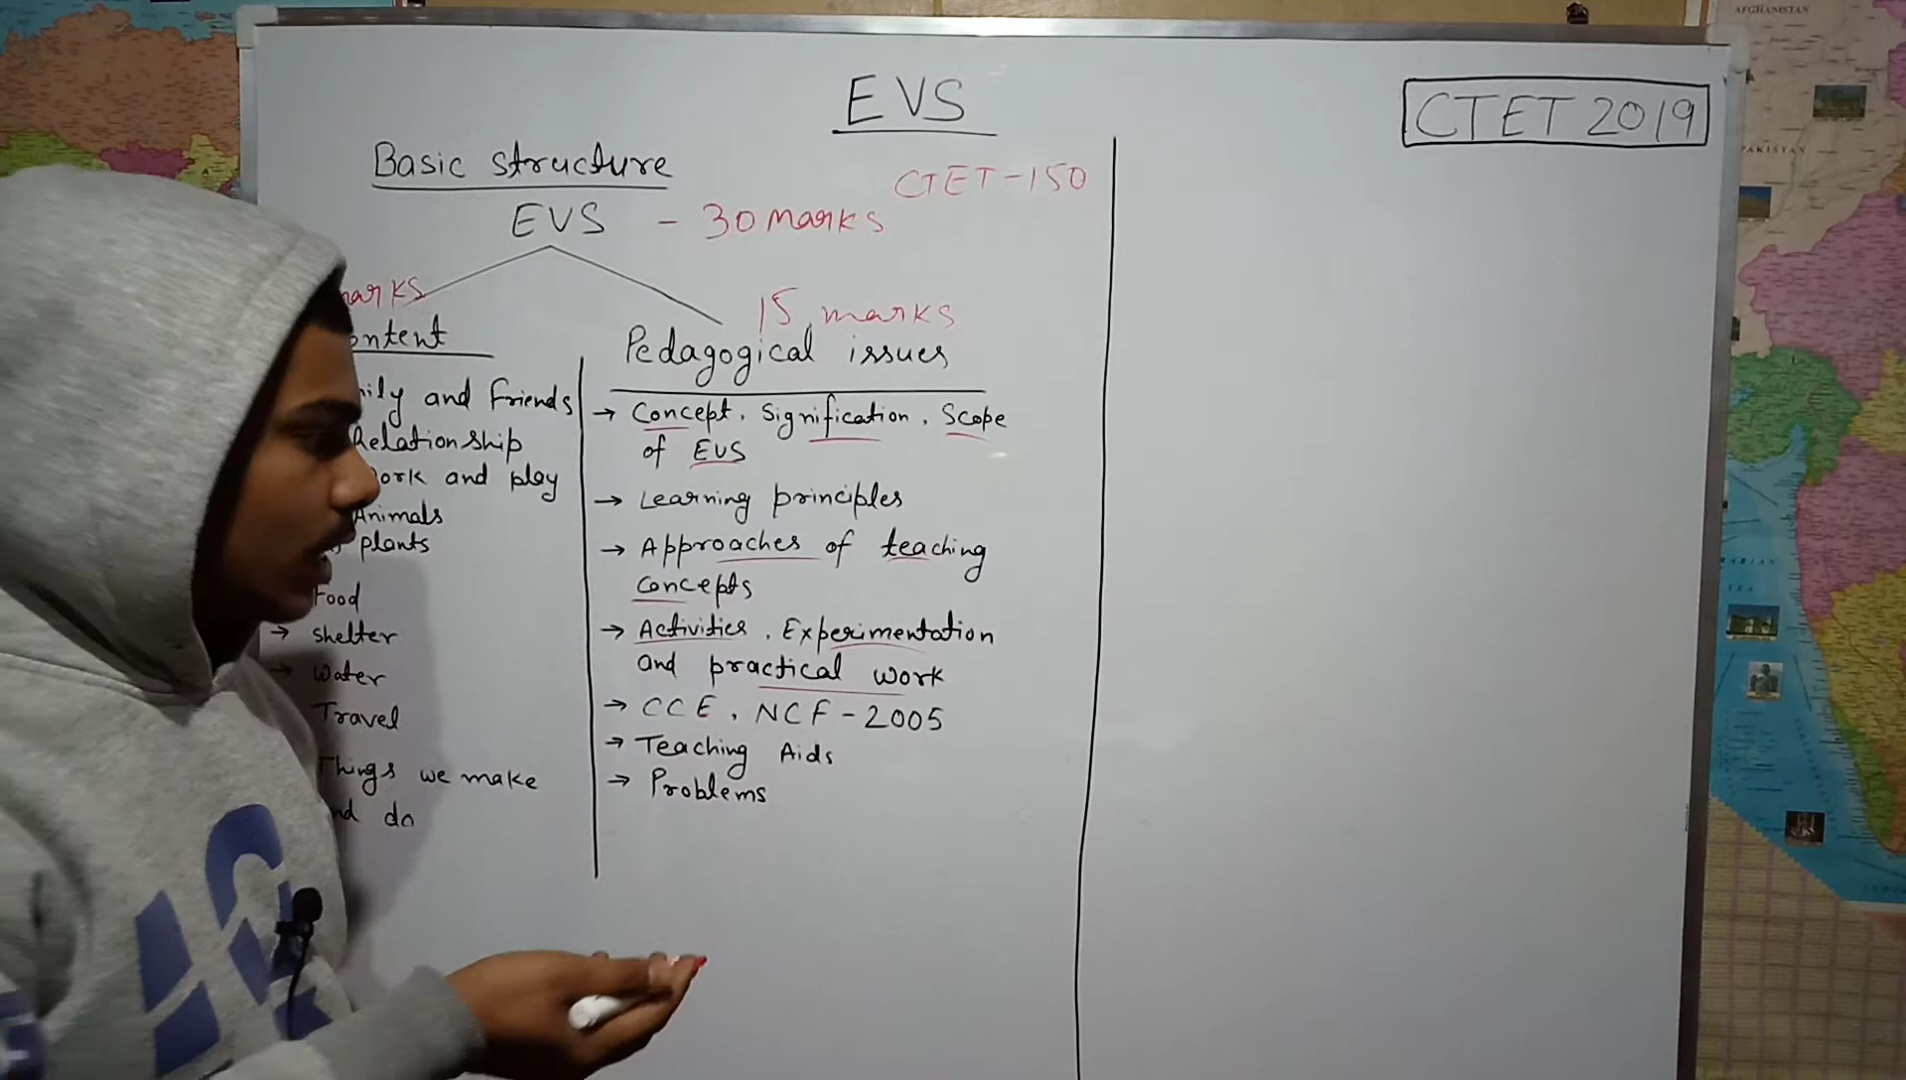 EVS
CTET 2019
Basic structure
CTET-150
EVS - 30 marks
15 marks
Pedagogical issues
and Friends
Relationship
and play
Animals
plants
Food
→ shelter
→ Water
Travel
Things we make
do
→ Concept, Signification, Scope
of EVS
→ Learning principles
→ Approaches of teaching
concepts
→ Activities, Experimentation
and practical work
→ CCE, NCF-2005
→ Teaching Aids
→ Problems
AFGHANISTAN
PAKISTAN